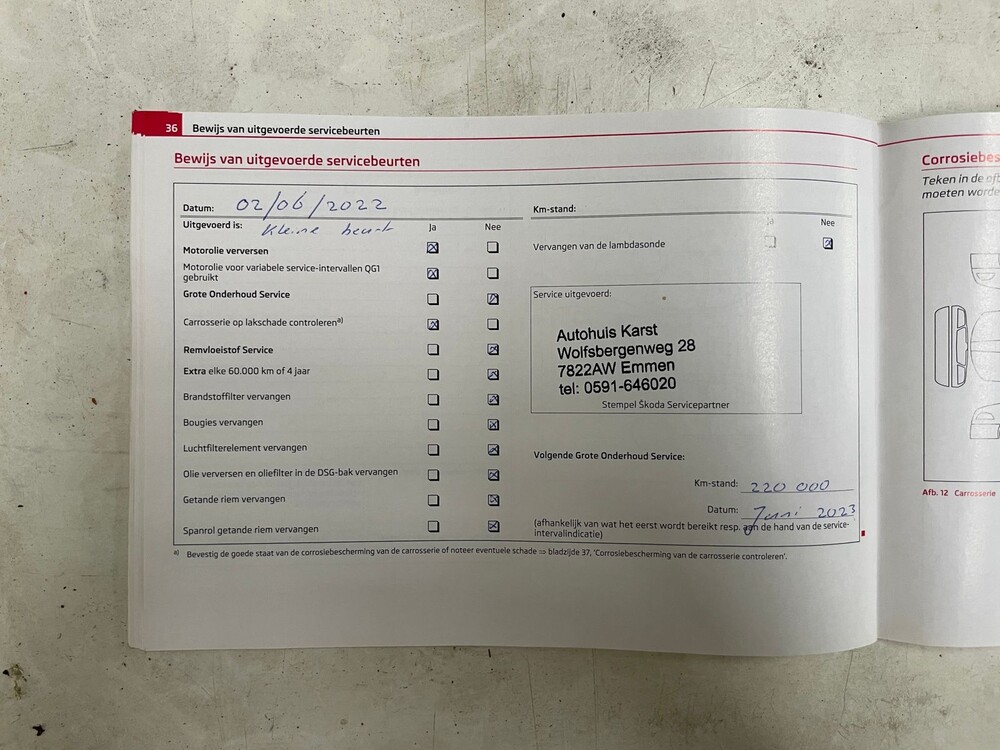 36 Bewijs van uitgevoerde servicebeurten
Bewijs van uitgevoerde servicebeurten
Datum: 02/06/2022
Uitgevoerd is: Kleine beurt
Ja Nee
Motorolie verversen
Motorolie voor variabele service-intervallen QG1
gebruikt
Grote Onderhoud Service
Carrosserie op lakschade controleren a)
Remvloeistof Service
Extra elke 60.000 km of 4 jaar
Brandstoffilter vervangen
Bougies vervangen
Luchtfilterelement vervangen
Olie verversen en oliefilter in de DSG-bak vervangen
Getande riem vervangen
Spanrol getande riem vervangen
Km-stand:
Ja Nee
Vervangen van de lambdasonde
Service uitgevoerd:
Autohuis Karst
Wolfsbergenweg 28
7822AW Emmen
tel: 0591-646020
Stempel Škoda Servicepartner
Volgende Grote Onderhoud Service:
Km-stand: 220 000
Datum: Juni 2023
(afhankelijk van wat het eerst wordt bereikt resp. aan de hand van de service-
intervalindicatie)
a) Bevestig de goede staat van de corrosiebescherming van de carrosserie of noteer eventuele schade ⇒ bladzijde 37, 'Corrosiebescherming van de carrosserie controleren'.
Corrosiebes
Teken in de
moeten worde
Afb. 12 Carrosserie